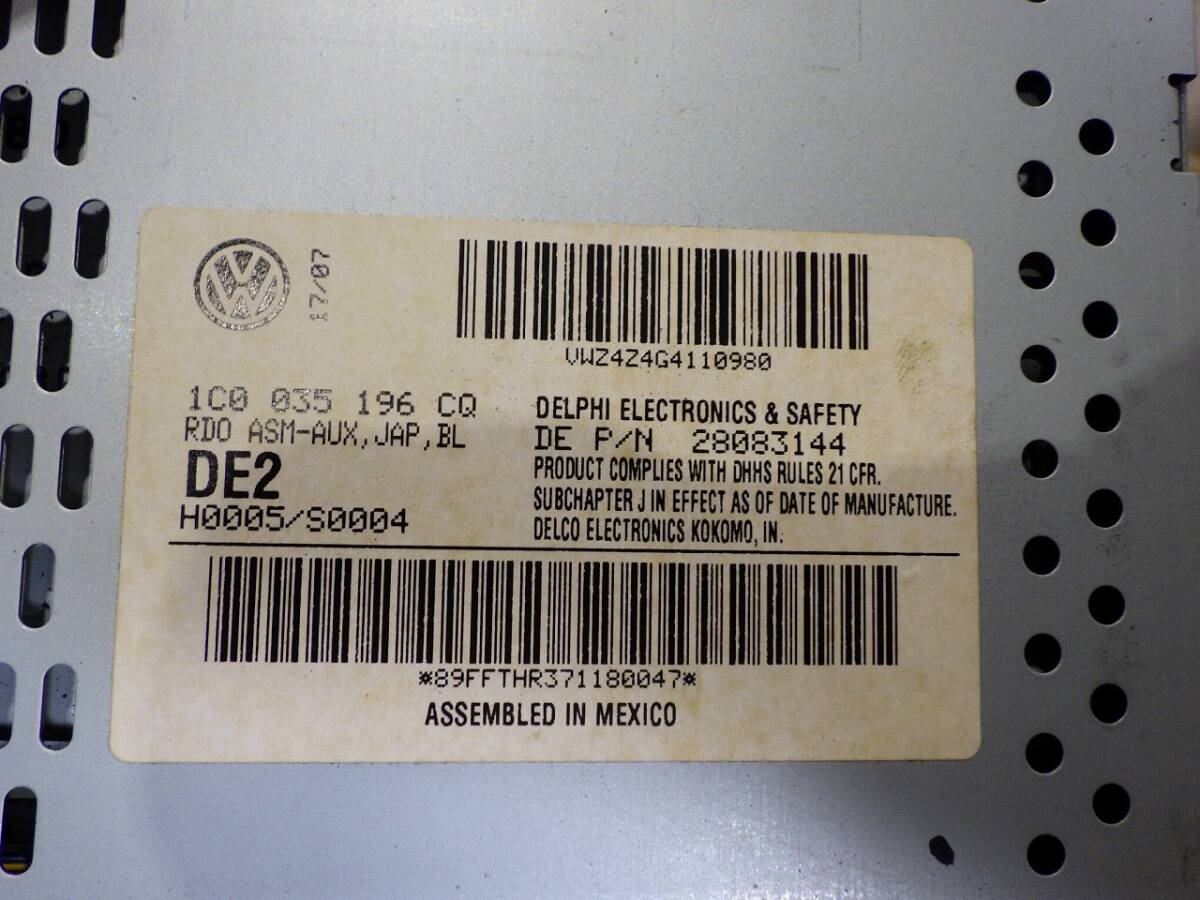 17/07
VWZ4Z4G4110980
1C0 035 196 CQ
RDO ASM-AUX,JAP,BL
DE2
H0005/S0004
DELPHI ELECTRONICS & SAFETY
DE P/N 28083144
PRODUCT COMPLIES WITH DHHS RULES 21 CFR.
SUBCHAPTER J IN EFFECT AS OF DATE OF MANUFACTURE.
DELCO ELECTRONICS KOKOMO, IN.
*89FFTHR371180047*
ASSEMBLED IN MEXICO